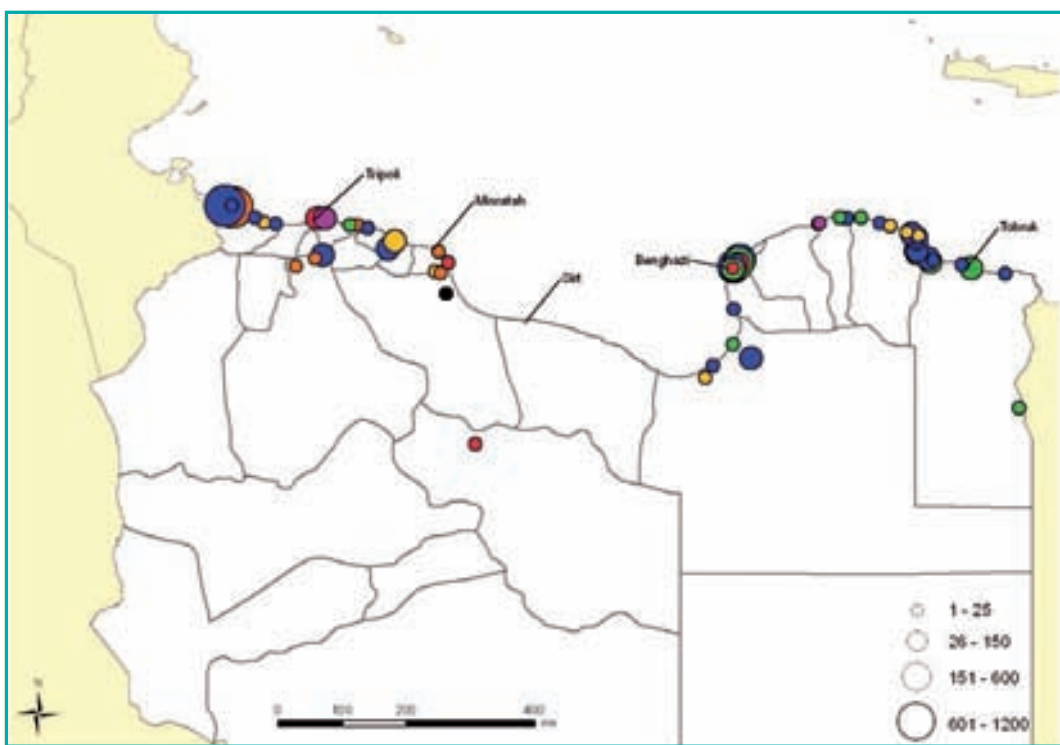 Tripoli
Misratah
Sirt
Benghazi
Tobruk
1 - 25
26 - 150
151 - 600
601 - 1200
N
0 100 200 400